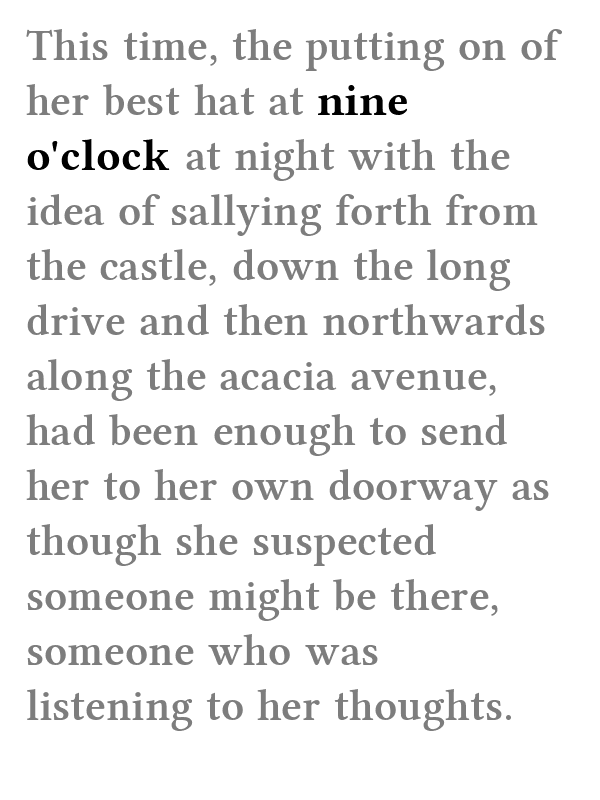 This time, the putting on of
her best hat at nine
o'clock at night with the
idea of sallying forth from
the castle, down the long
drive and then northwards
along the acacia avenue,
had been enough to send
her to her own doorway as
though she suspected
someone might be there,
someone who was
listening to her thoughts.